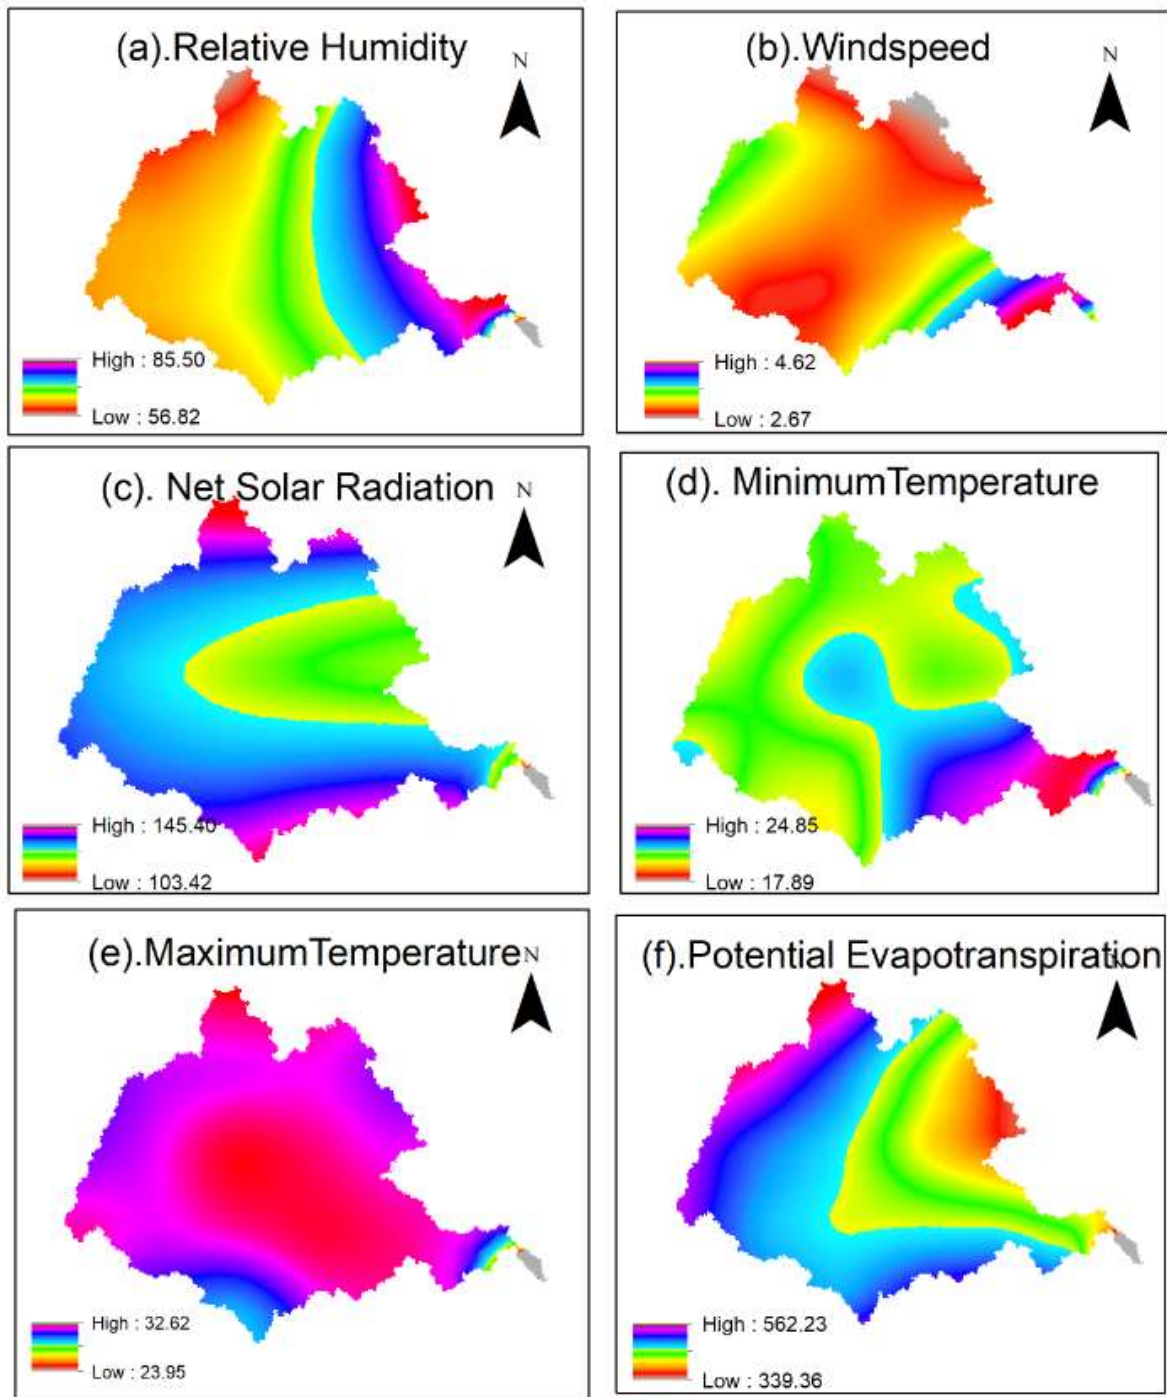 (a).Relative Humidity
N
High : 85.50
Low : 56.82
(b).Windspeed
N
High : 4.62
Low : 2.67
(c). Net Solar Radiation
N
High : 145.40
Low : 103.42
(d). MinimumTemperature
High : 24.85
Low : 17.89
(e).MaximumTemperature
N
High : 32.62
Low : 23.95
(f).Potential Evapotranspiration
N
High : 562.23
Low : 339.36